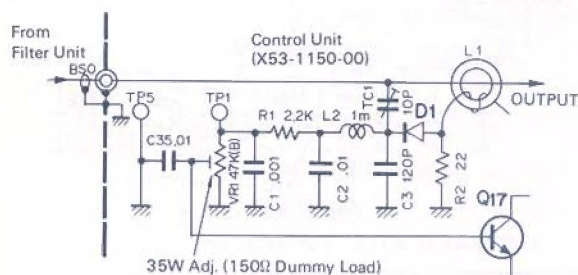 From
Filter Unit
BSO
Control Unit
(X53-1150-00)
L1
OUTPUT
TP5
TP1
TC1
10P
D1
R1 2.2K L2 1m
C35 .01
VR1 47K(B)
C1 .001
C2 .01
C3 120P
R2 22
Q17
35W Adj. (150Ω Dummy Load)